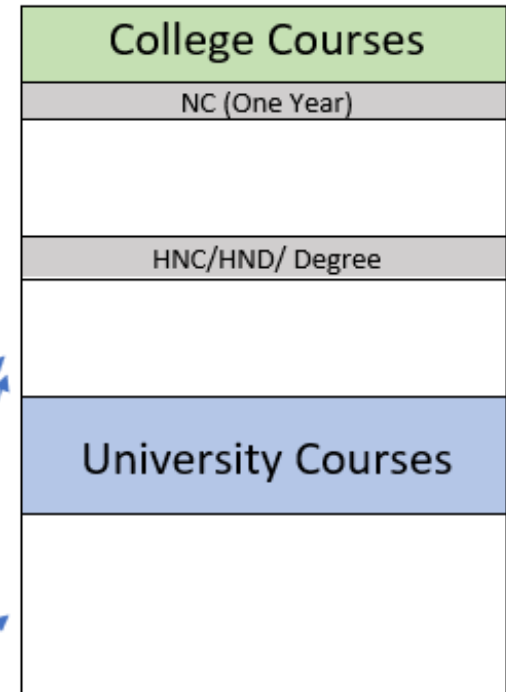 College Courses
NC (One Year)
HNC/HND/ Degree
University Courses